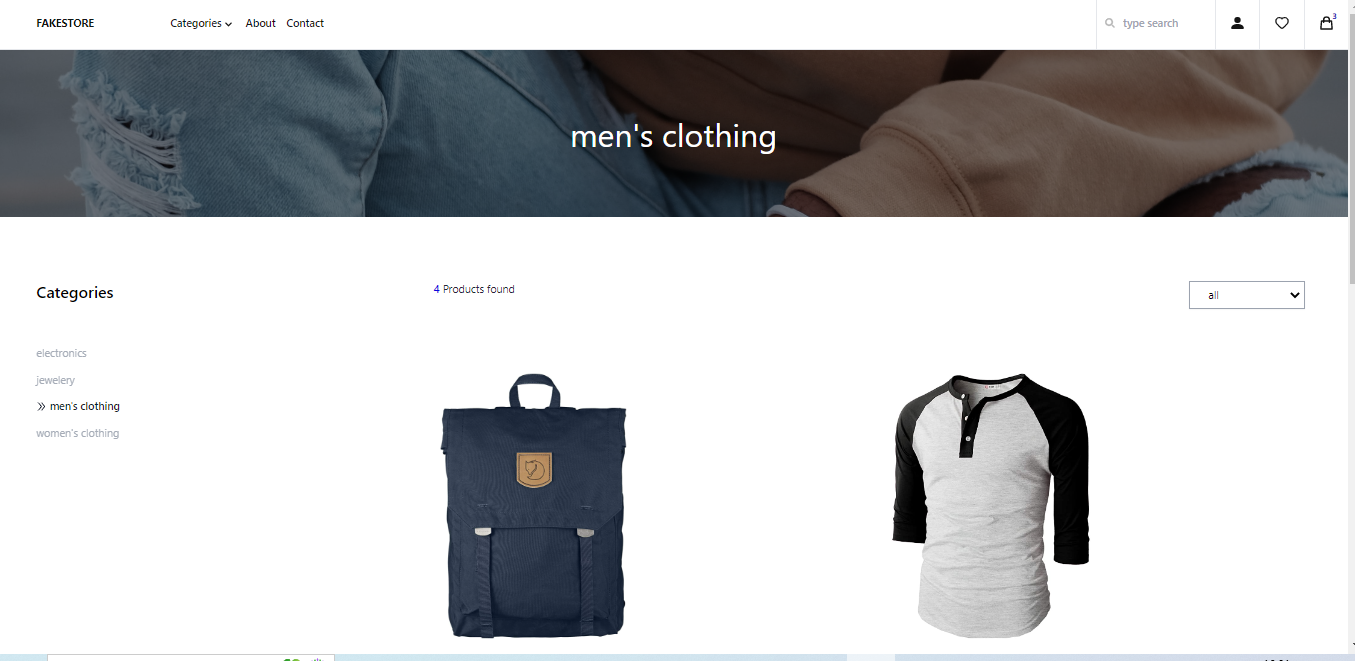 FAKESTORE
Categories
About
Contact
type search
3
men's clothing
Categories
4 Products found
all
electronics
jewelery
men's clothing
women's clothing